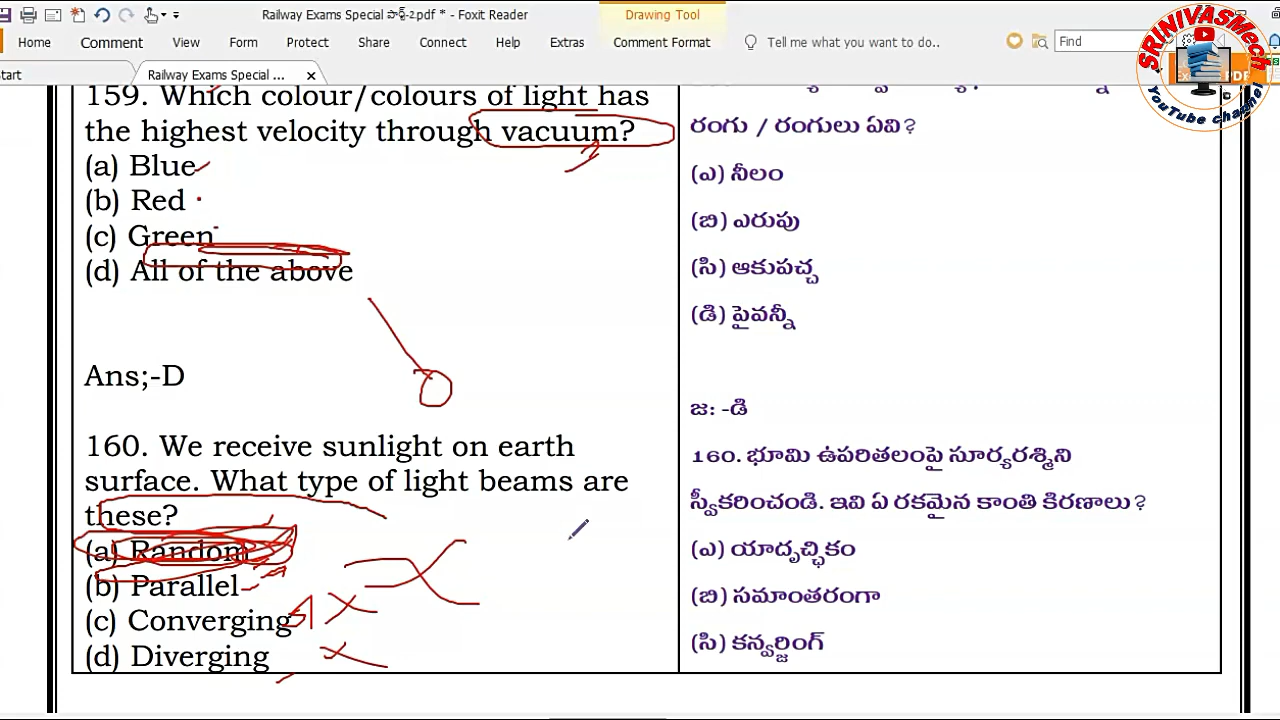 Railway Exams Special పార్ట్-2.pdf * - Foxit Reader
Drawing Tool
Home Comment View Form Protect Share Connect Help Extras Comment Format Tell me what you want to do.. Find
SRINIVASMech
YouTube channel
tart
Railway Exams Special ...
159. Which colour/colours of light has
the highest velocity through vacuum?
(a) Blue
(b) Red
(c) Green
(d) All of the above
Ans;-D
160. We receive sunlight on earth
surface. What type of light beams are
these?
(a) Random
(b) Parallel
(c) Converging
(d) Diverging
రంగు / రంగులు ఏవి?
(ఎ) నీలం
(బి) ఎరుపు
(సి) ఆకుపచ్చ
(డి) పైవన్నీ
జ: -డి
160. భూమి ఉపరితలంపై సూర్యరశ్మిని
స్వీకరించండి. ఇవి ఏ రకమైన కాంతి కిరణాలు?
(ఎ) యాదృచ్ఛికం
(బి) సమాంతరంగా
(సి) కన్వర్జింగ్